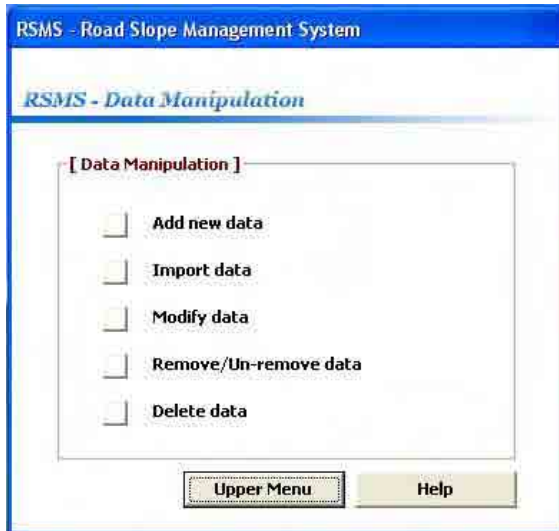 RSMS - Road Slope Management System
RSMS - Data Manipulation
[ Data Manipulation ]
Add new data
Import data
Modify data
Remove/Un-remove data
Delete data
Upper Menu Help